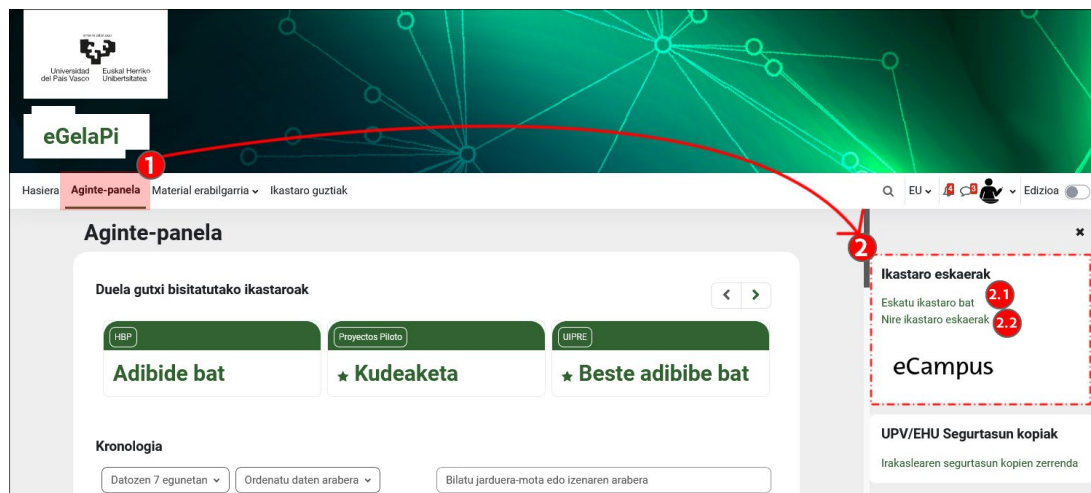 Universidad
del País Vasco
Euskal Herriko
Unibertsitatea
eGelaPi
1
Hasiera Aginte-panela Material erabilgarria Ikastaro guztiak
EU 4 3 Edizioa
Aginte-panela
2
Duela gutxi bisitatutako ikastaroak
HBP
Adibide bat
Proyectos Piloto
Kudeaketa
UIPRE
Beste adibibe bat
Kronologia
Datozen 7 egunetan
Ordenatu daten arabera
Bilatu jarduera-mota edo izenaren arabera
Ikastaro eskaerak
Eskatu ikastaro bat 2.1
Nire ikastaro eskaerak 2.2
eCampus
UPV/EHU Segurtasun kopiak
Irakaslearen segurtasun kopien zerrenda